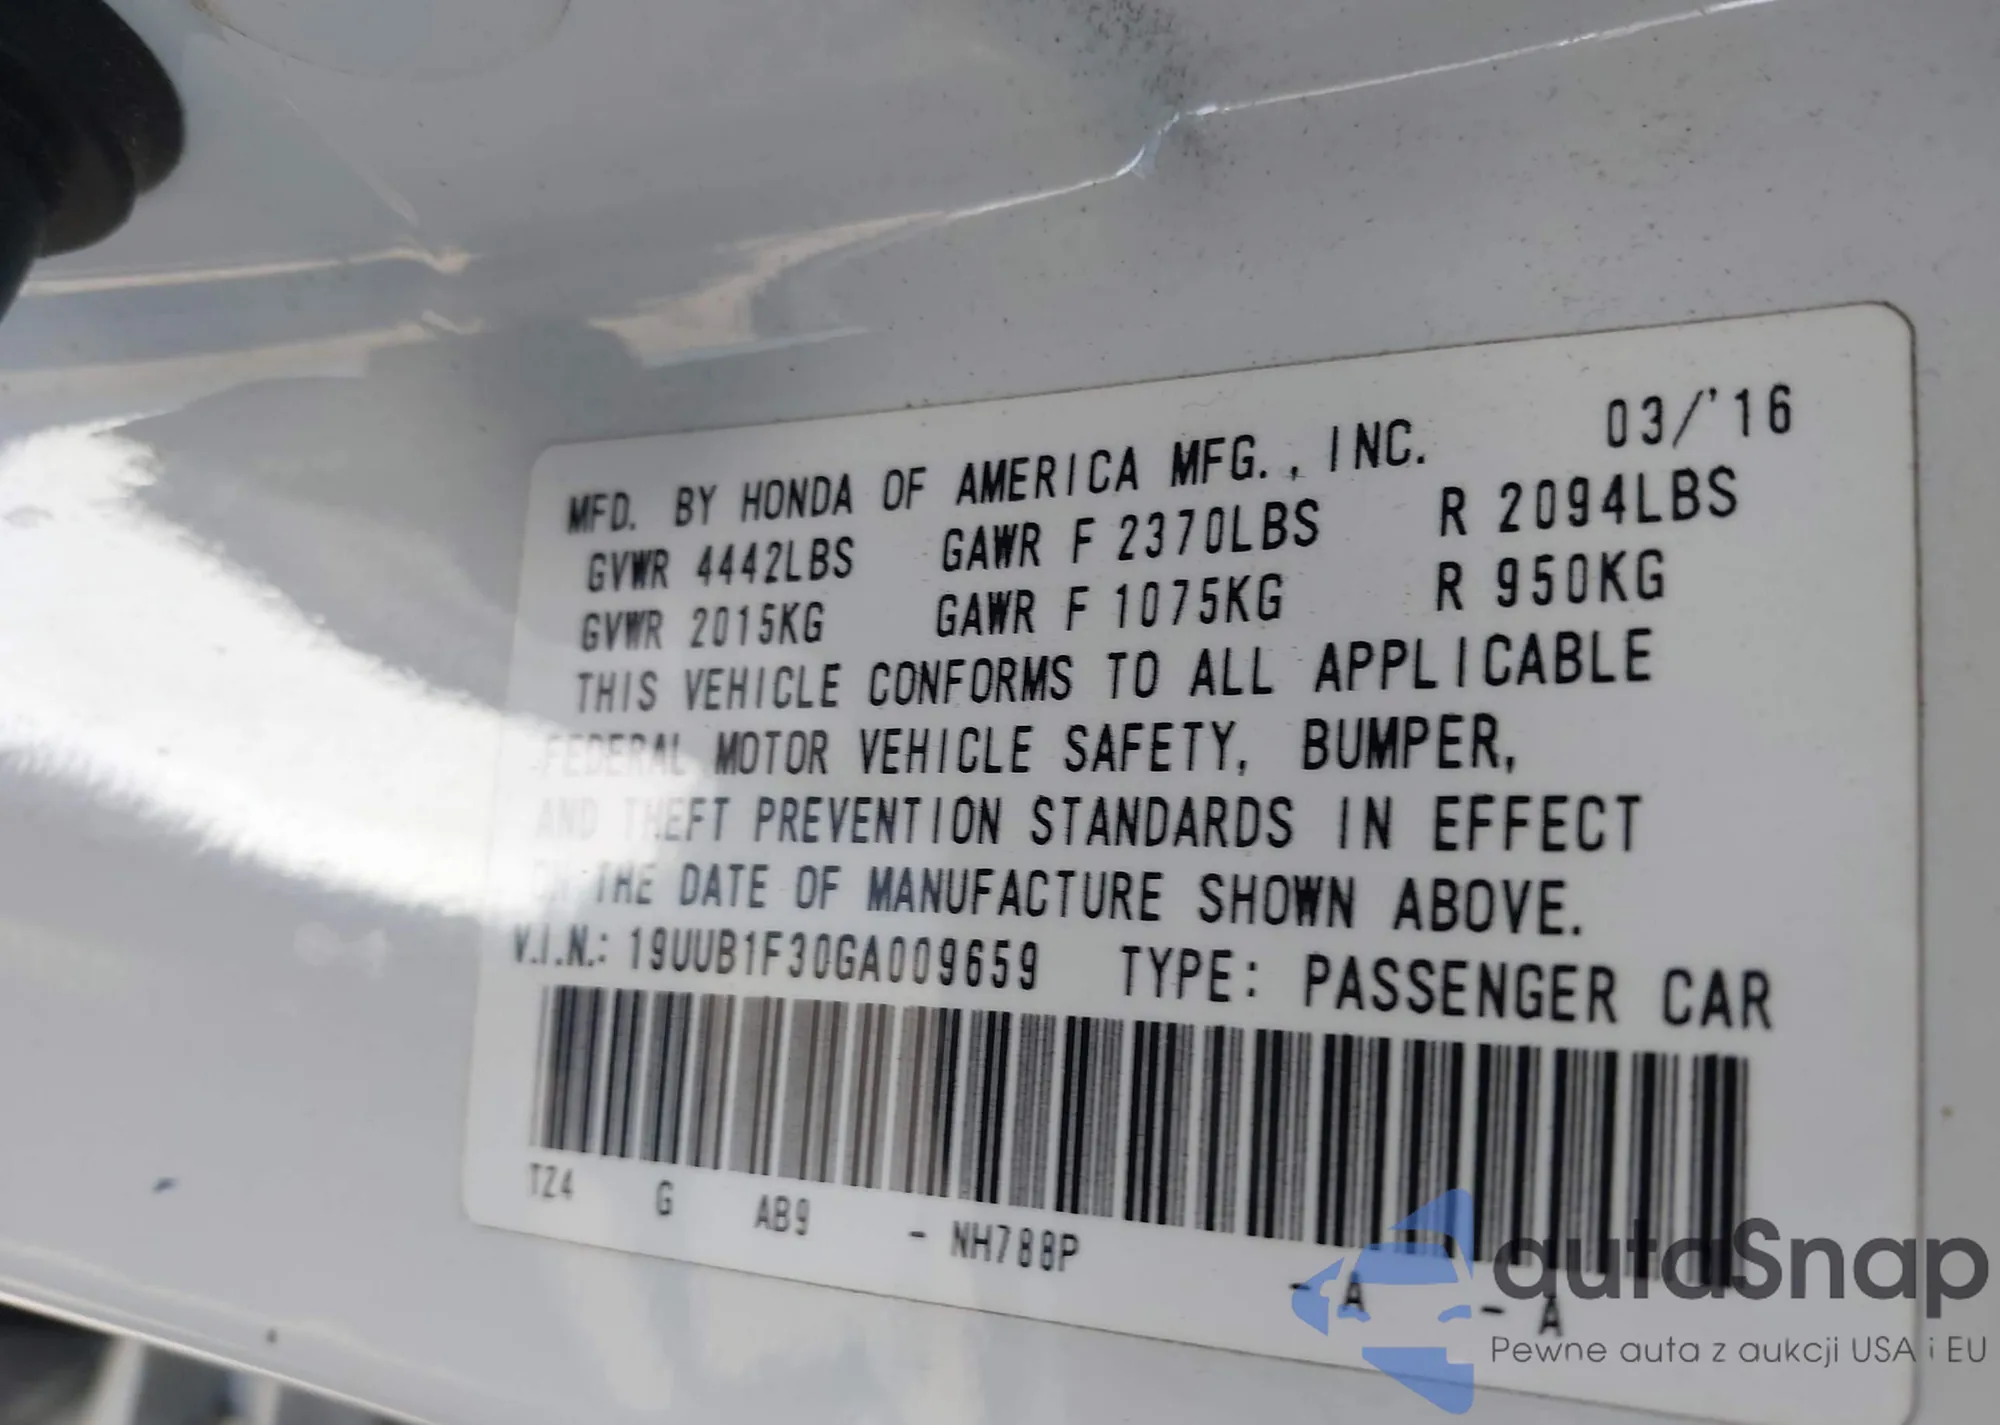 MFD. BY HONDA OF AMERICA MFG., INC. 03/'16
GVWR 4442LBS GAWR F 2370LBS R 2094LBS
GVWR 2015KG GAWR F 1075KG R 950KG
THIS VEHICLE CONFORMS TO ALL APPLICABLE
FEDERAL MOTOR VEHICLE SAFETY, BUMPER,
AND THEFT PREVENTION STANDARDS IN EFFECT
ON THE DATE OF MANUFACTURE SHOWN ABOVE.
V.I.N.: 19UUB1F30GA009659 TYPE: PASSENGER CAR
TZ4 G AB9 - NH788P - A - A
autaSnap
Pewne auta z aukcji USA i EU